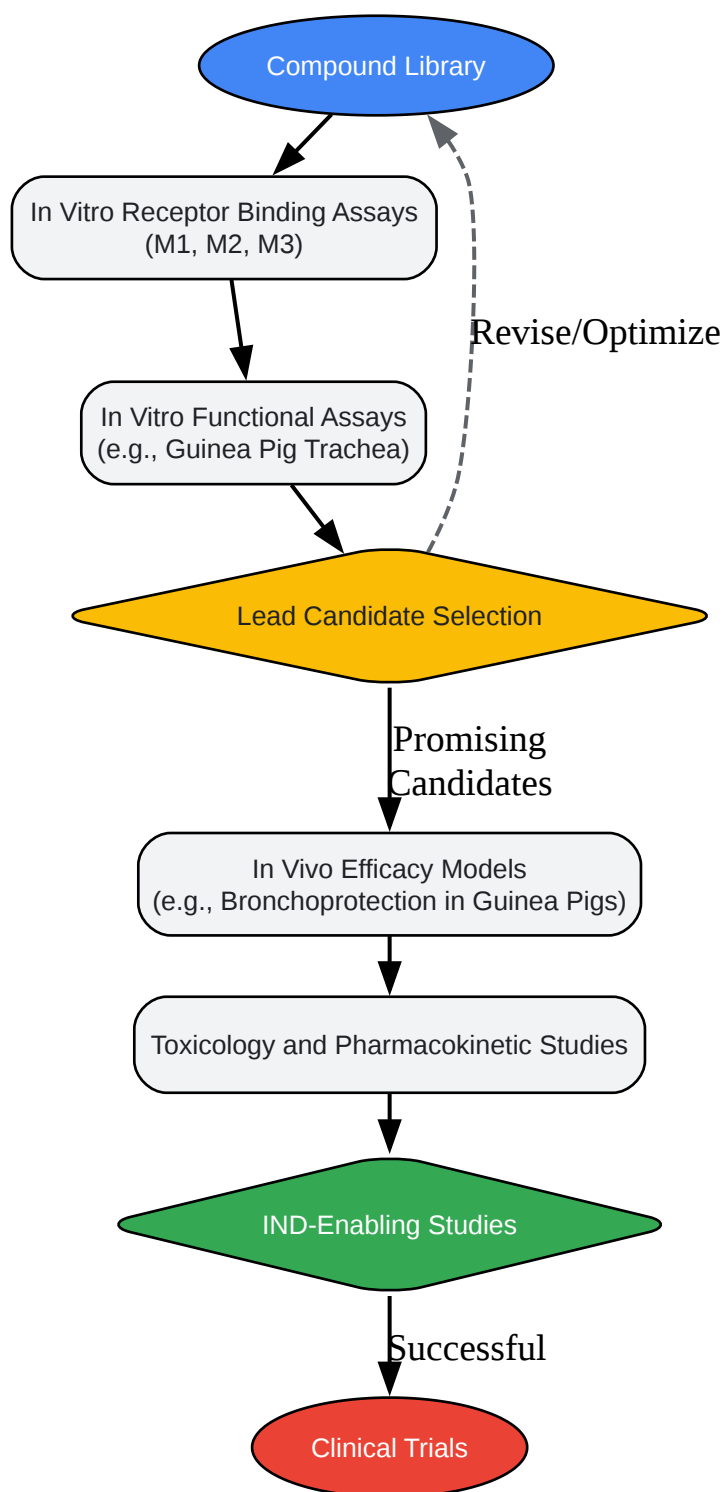 Compound Library
In Vitro Receptor Binding Assays
(M1, M2, M3)
Revise/Optimize
In Vitro Functional Assays
(e.g., Guinea Pig Trachea)
Lead Candidate Selection
Promising
Candidates
In Vivo Efficacy Models
(e.g., Bronchoprotection in Guinea Pigs)
Toxicology and Pharmacokinetic Studies
IND-Enabling Studies
Successful
Clinical Trials